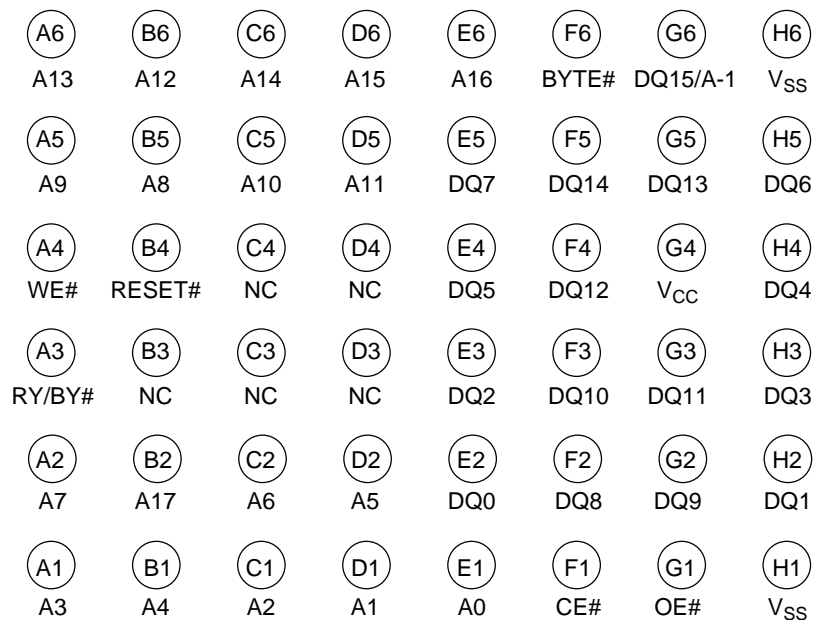 A6 B6 C6 D6 E6 F6 G6 H6
A13 A12 A14 A15 A16 BYTE# DQ15/A-1 VSS
A5 B5 C5 D5 E5 F5 G5 H5
A9 A8 A10 A11 DQ7 DQ14 DQ13 DQ6
A4 B4 C4 D4 E4 F4 G4 H4
WE# RESET# NC NC DQ5 DQ12 VCC DQ4
A3 B3 C3 D3 E3 F3 G3 H3
RY/BY# NC NC NC DQ2 DQ10 DQ11 DQ3
A2 B2 C2 D2 E2 F2 G2 H2
A7 A17 A6 A5 DQ0 DQ8 DQ9 DQ1
A1 B1 C1 D1 E1 F1 G1 H1
A3 A4 A2 A1 A0 CE# OE# VSS